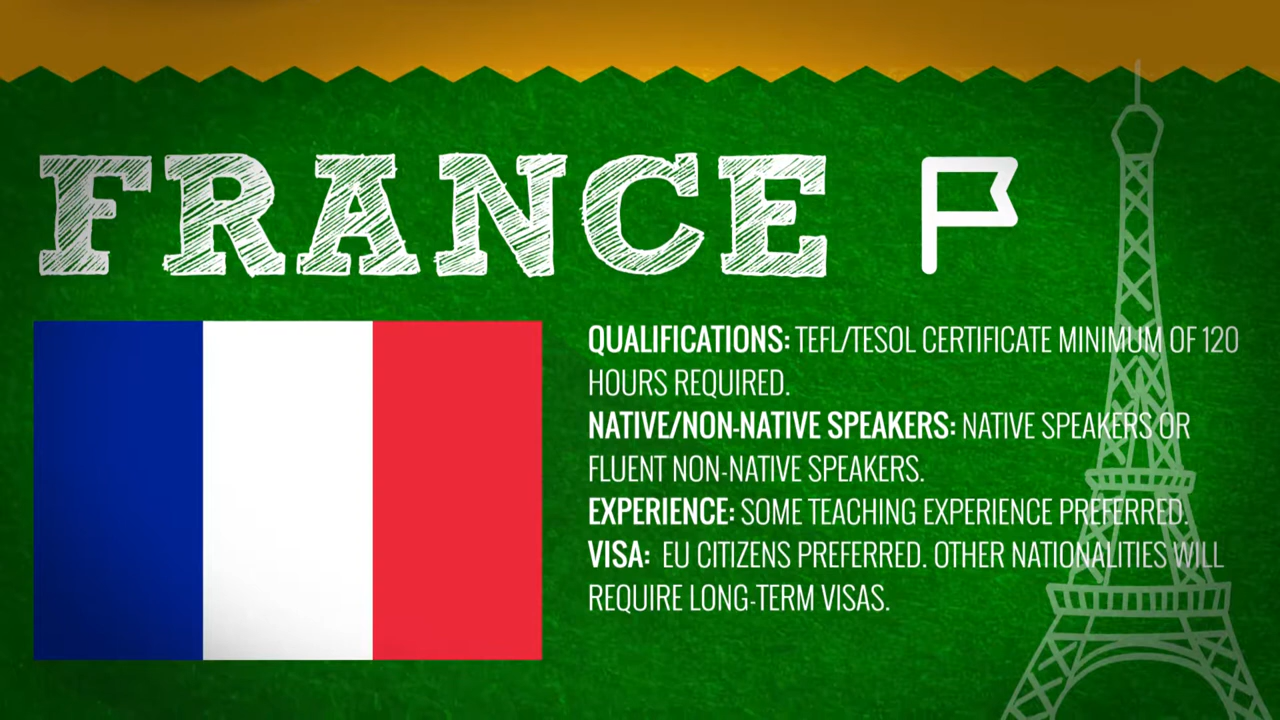 FRANCE
QUALIFICATIONS: TEFL/TESOL CERTIFICATE MINIMUM OF 120
HOURS REQUIRED.
NATIVE/NON-NATIVE SPEAKERS: NATIVE SPEAKERS OR
FLUENT NON-NATIVE SPEAKERS.
EXPERIENCE: SOME TEACHING EXPERIENCE PREFERRED.
VISA: EU CITIZENS PREFERRED. OTHER NATIONALITIES WILL
REQUIRE LONG-TERM VISAS.